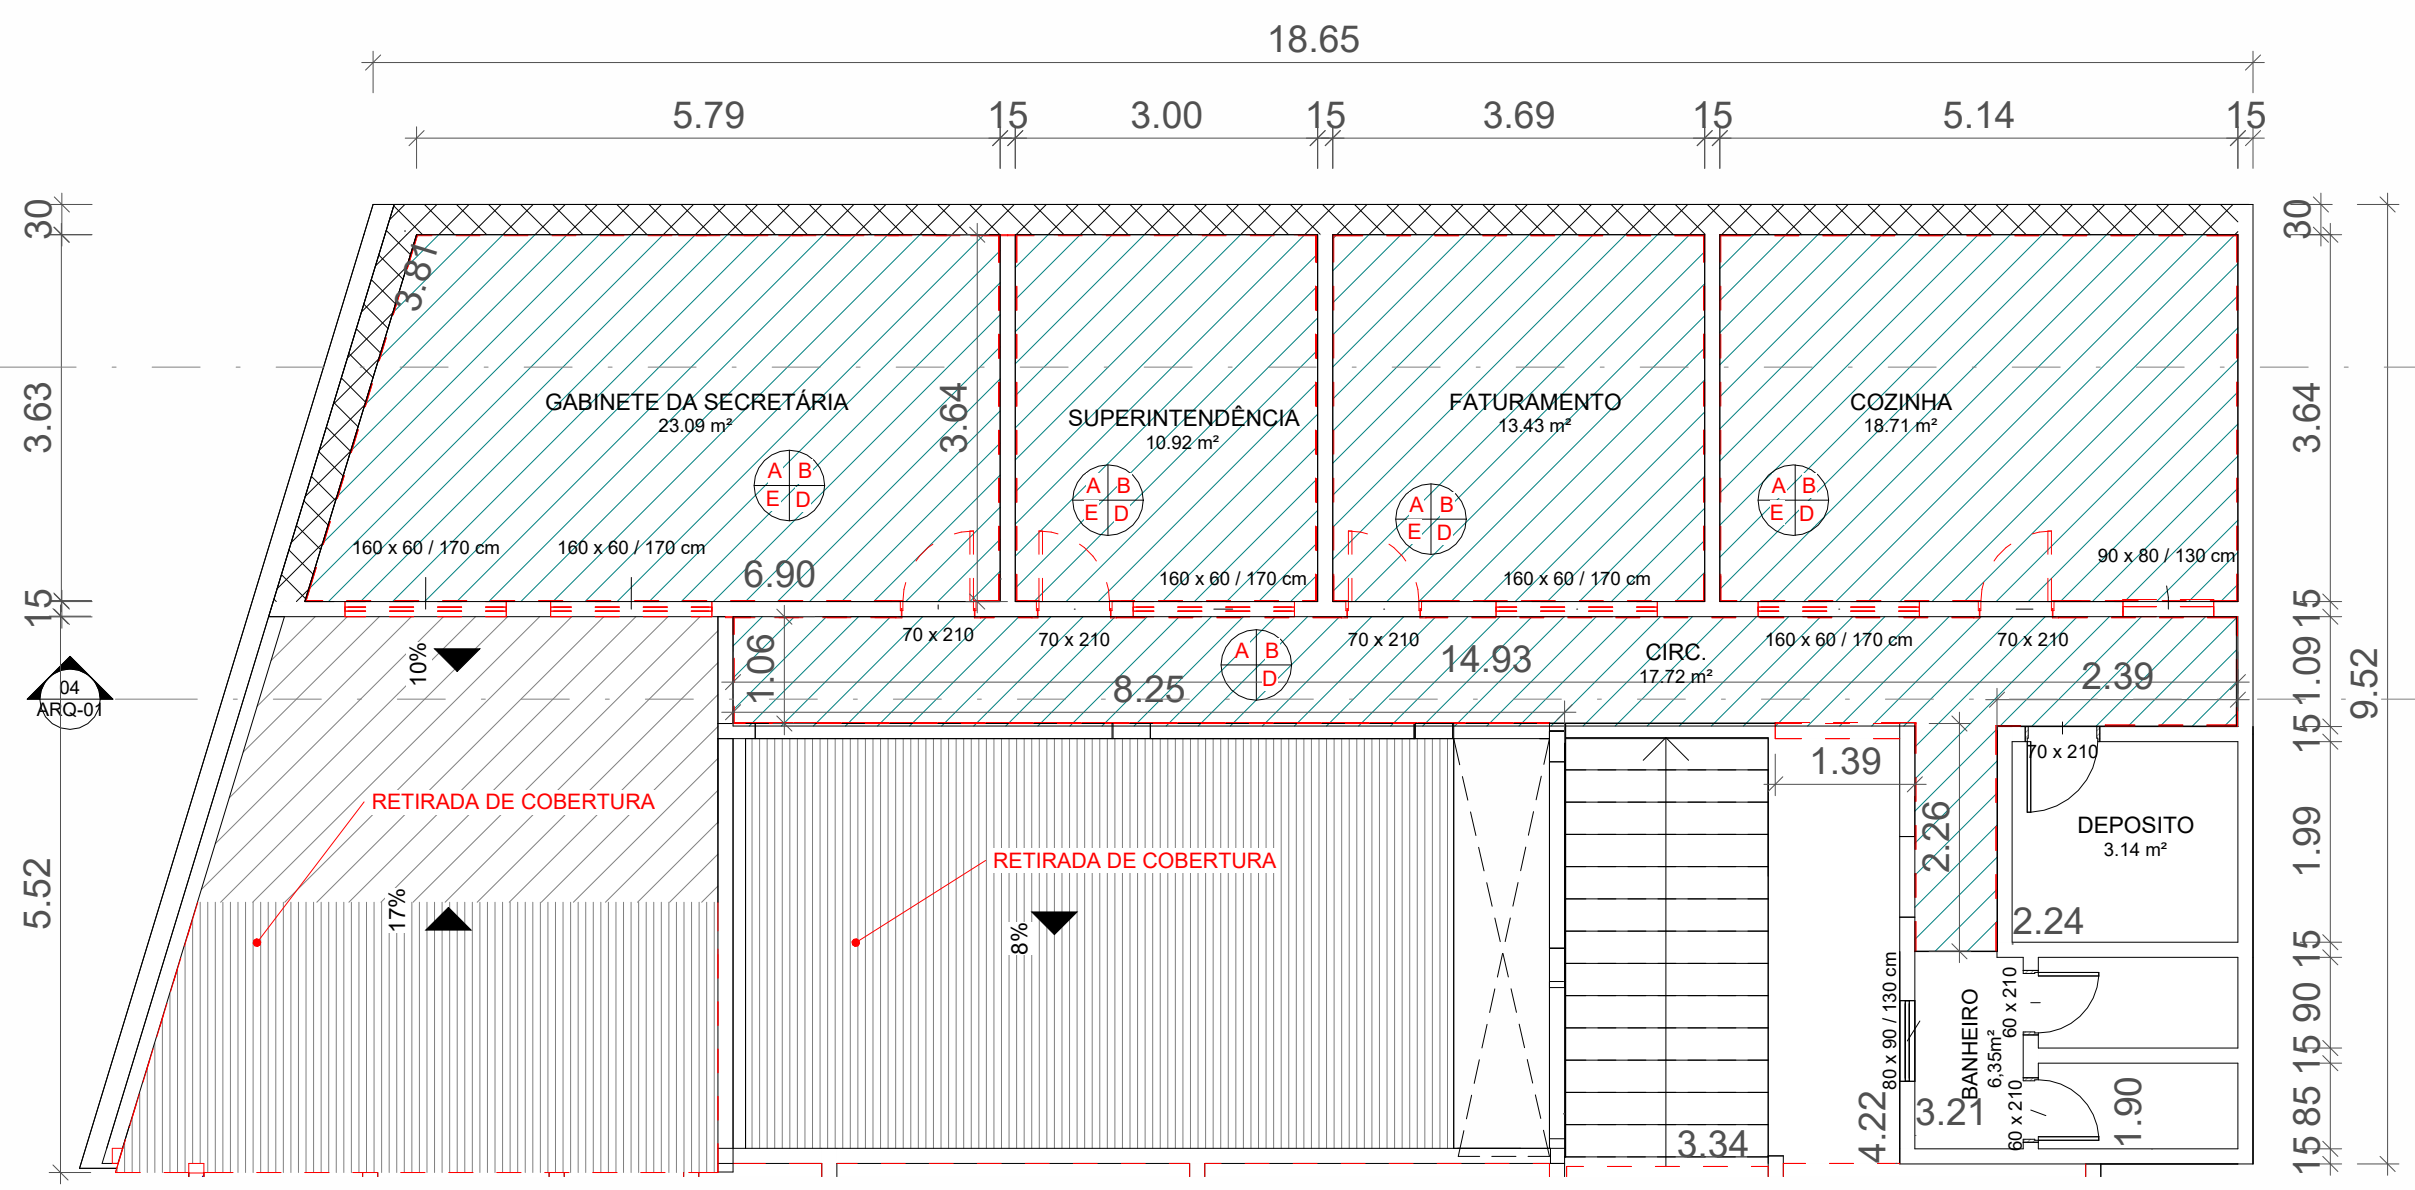 18.65
5.79
15
3.00
15
3.69
15
5.14
15
30
3.63
15
5.52
30
3.64
15
1.09
15
1.99
15
90
15
85
15
9.52
3.81
GABINETE DA SECRETÁRIA
23.09 m²
A B
E D
3.64
SUPERINTENDÊNCIA
10.92 m²
A B
E D
FATURAMENTO
13.43 m²
A B
E D
COZINHA
18.71 m²
A B
E D
160 x 60 / 170 cm
160 x 60 / 170 cm
6.90
160 x 60 / 170 cm
160 x 60 / 170 cm
90 x 80 / 130 cm
70 x 210
70 x 210
70 x 210
160 x 60 / 170 cm
70 x 210
10%
1.06
A B
D
8.25
14.93
CIRC.
17.72 m²
2.39
04
ARQ-01
1.39
70 x 210
RETIRADA DE COBERTURA
RETIRADA DE COBERTURA
17%
8%
2.26
DEPOSITO
3.14 m²
2.24
80 x 90 / 130 cm
BANHEIRO
6,35m²
60 x 210
60 x 210
3.21
1.90
4.22
3.34